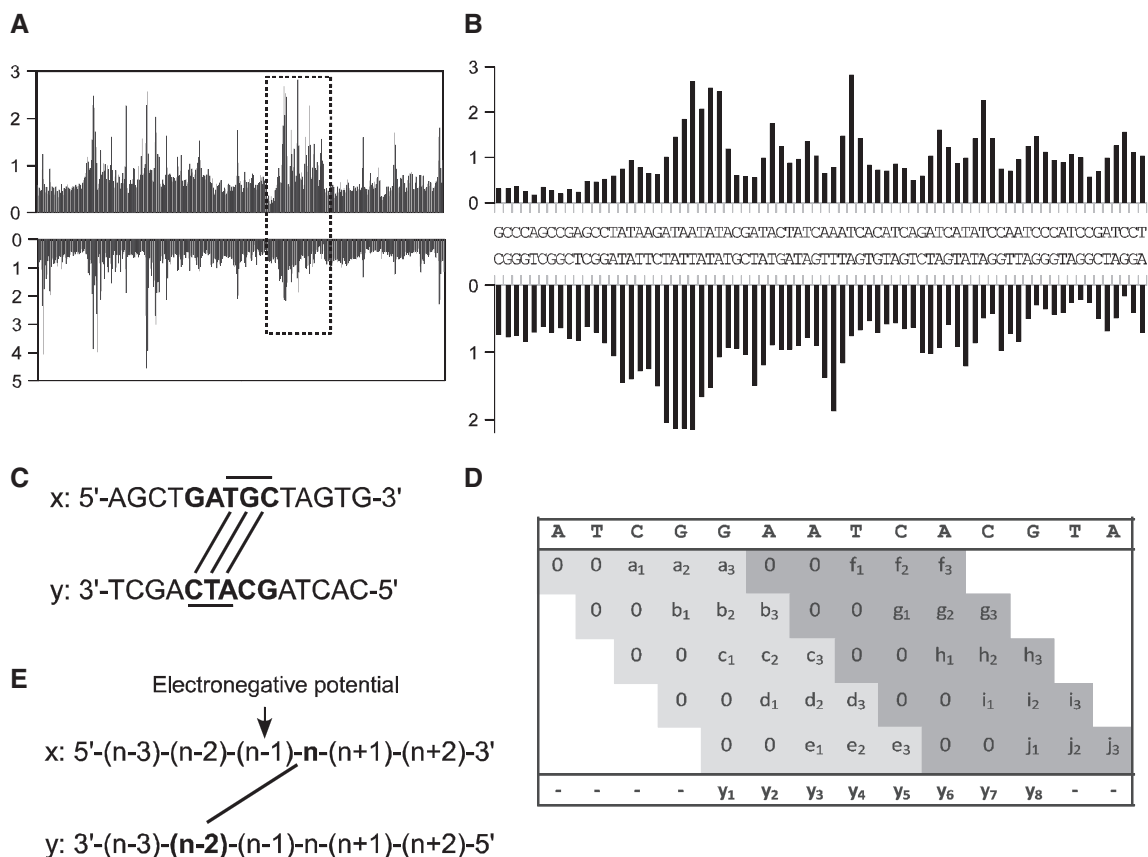 A
3
2
1
0
0
1
2
3
4
5
B
3
2
1
0
GCCCAGCCGAGCCTATAAGATAATATACGATACTATCAAATCACATCAGATCATATCCAATCCCATCCGATCCT
CGGGTCGGCTCGGATATTCTATTATATGCTATGATAGTTTAGTGTAGTCTAGTATAGGTTAGGGTAGGCTAGGA
0
1
2
C
x: 5'-AGCTGATGCTAGTG-3'
y: 3'-TCGACTACGATCAC-5'
D
A T C G G A A T C A C G T A
0 0 a₁ a₂ a₃ 0 0 f₁ f₂ f₃
0 0 b₁ b₂ b₃ 0 0 g₁ g₂ g₃
0 0 c₁ c₂ c₃ 0 0 h₁ h₂ h₃
0 0 d₁ d₂ d₃ 0 0 i₁ i₂ i₃
0 0 e₁ e₂ e₃ 0 0 j₁ j₂ j₃
- - - - y₁ y₂ y₃ y₄ y₅ y₆ y₇ y₈ - -
E
Electronegative potential
x: 5'-(n-3)-(n-2)-(n-1)-n-(n+1)-(n+2)-3'
y: 3'-(n-3)-(n-2)-(n-1)-n-(n+1)-(n+2)-5'